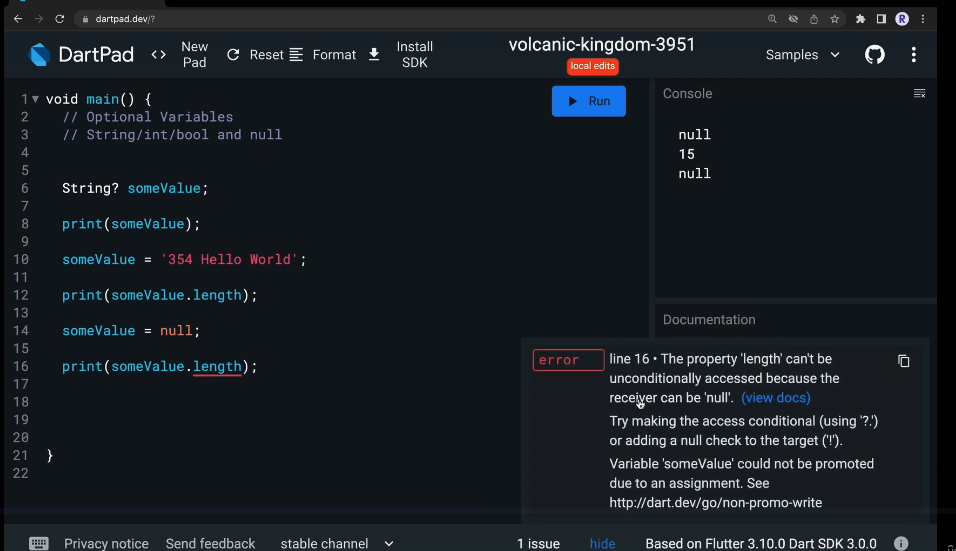 dartpad.dev/?
R
DartPad
<> New Pad
Reset
Format
Install SDK
volcanic-kingdom-3951
local edits
Samples
1 void main() {
2 // Optional Variables
3 // String/int/bool and null
4
5
6 String? someValue;
7
8 print(someValue);
9
10 someValue = '354 Hello World';
11
12 print(someValue.length);
13
14 someValue = null;
15
16 print(someValue.length);
17
18
19
20
21 }
22
Run
Console
null
15
null
Documentation
error
line 16 • The property 'length' can't be
unconditionally accessed because the
receiver can be 'null'. (view docs)
Try making the access conditional (using '?.')
or adding a null check to the target ('!').
Variable 'someValue' could not be promoted
due to an assignment. See
http://dart.dev/go/non-promo-write
Privacy notice Send feedback stable channel 1 issue hide Based on Flutter 3.10.0 Dart SDK 3.0.0